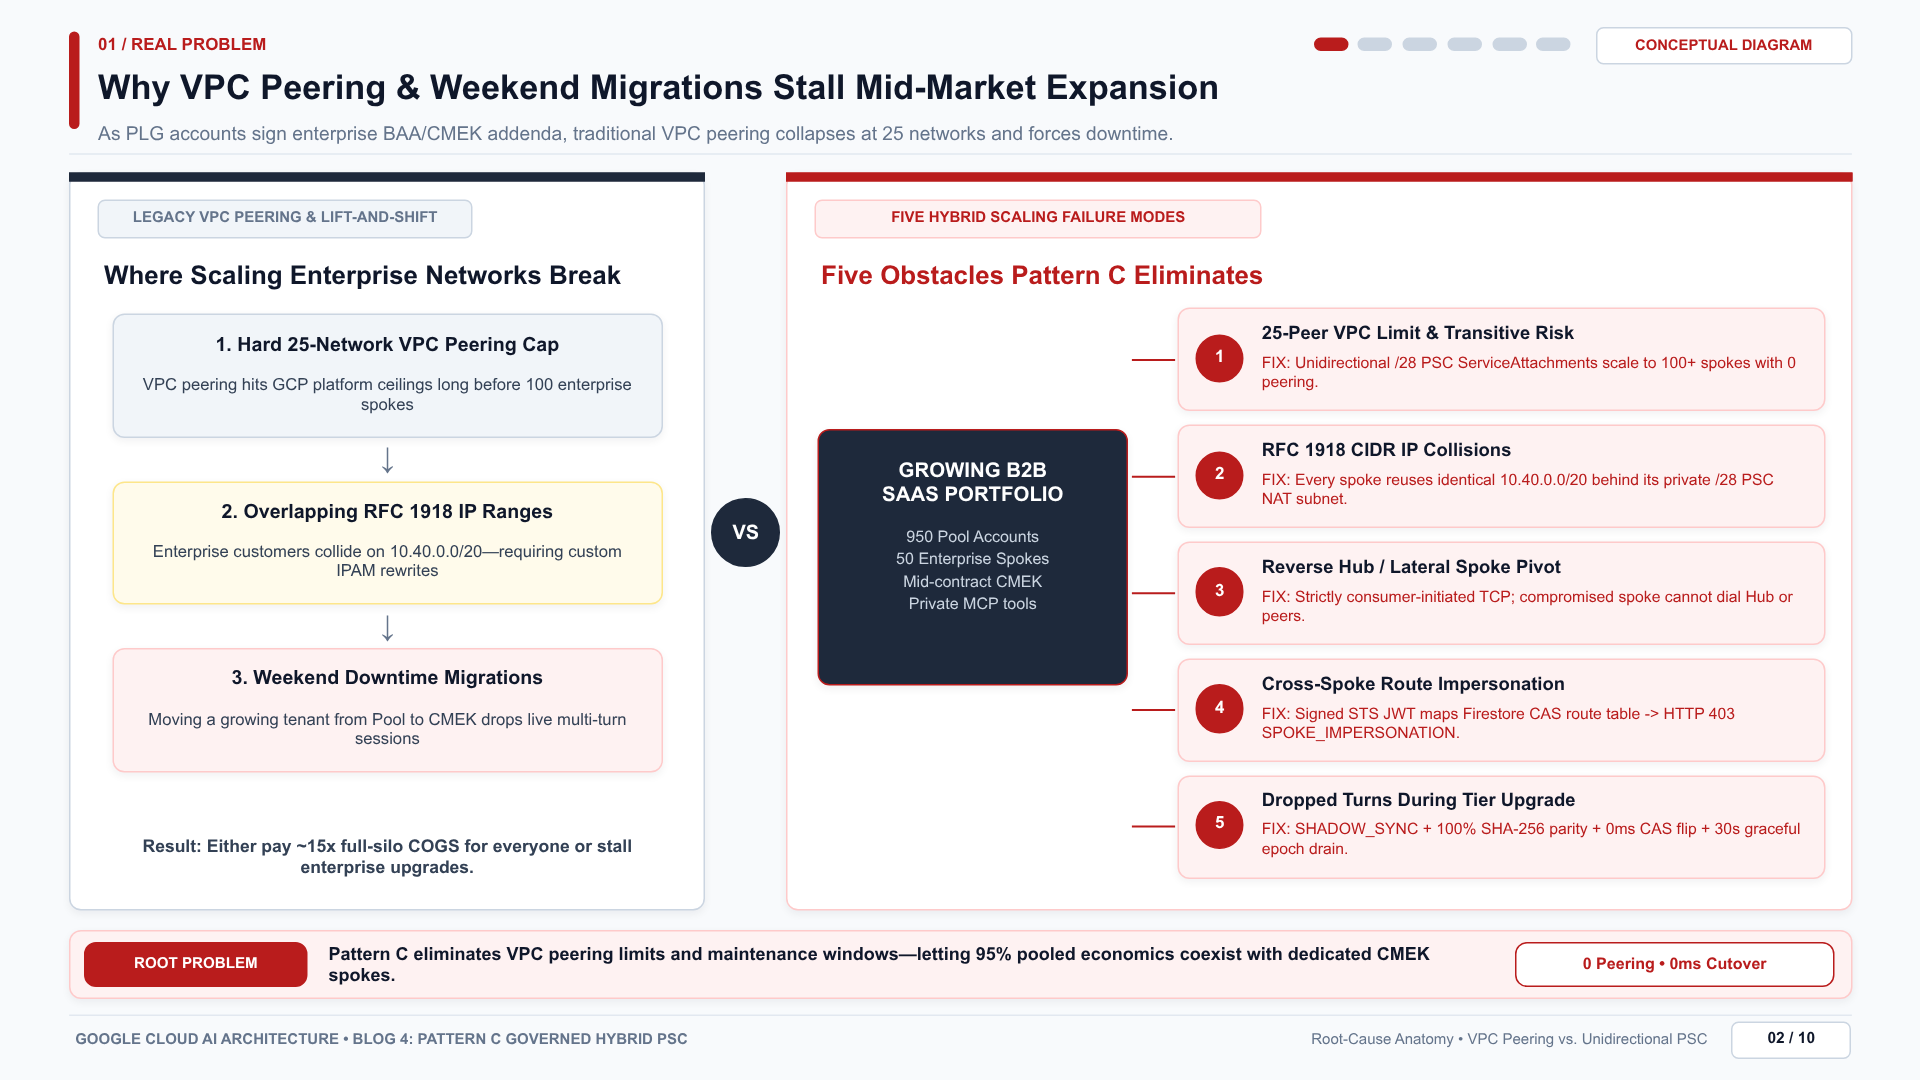 01 / REAL PROBLEM
CONCEPTUAL DIAGRAM
Why VPC Peering & Weekend Migrations Stall Mid-Market Expansion
As PLG accounts sign enterprise BAA/CMEK addenda, traditional VPC peering collapses at 25 networks and forces downtime.
LEGACY VPC PEERING & LIFT-AND-SHIFT
Where Scaling Enterprise Networks Break
1. Hard 25-Network VPC Peering Cap
VPC peering hits GCP platform ceilings long before 100 enterprise
spokes
↓
2. Overlapping RFC 1918 IP Ranges
Enterprise customers collide on 10.40.0.0/20—requiring custom
IPAM rewrites
↓
3. Weekend Downtime Migrations
Moving a growing tenant from Pool to CMEK drops live multi-turn
sessions
Result: Either pay ~15x full-silo COGS for everyone or stall
enterprise upgrades.
VS
FIVE HYBRID SCALING FAILURE MODES
Five Obstacles Pattern C Eliminates
GROWING B2B
SAAS PORTFOLIO
950 Pool Accounts
50 Enterprise Spokes
Mid-contract CMEK
Private MCP tools
1
25-Peer VPC Limit & Transitive Risk
FIX: Unidirectional /28 PSC ServiceAttachments scale to 100+ spokes with 0
peering.
2
RFC 1918 CIDR IP Collisions
FIX: Every spoke reuses identical 10.40.0.0/20 behind its private /28 PSC
NAT subnet.
3
Reverse Hub / Lateral Spoke Pivot
FIX: Strictly consumer-initiated TCP; compromised spoke cannot dial Hub or
peers.
4
Cross-Spoke Route Impersonation
FIX: Signed STS JWT maps Firestore CAS route table -> HTTP 403
SPOKE_IMPERSONATION.
5
Dropped Turns During Tier Upgrade
FIX: SHADOW_SYNC + 100% SHA-256 parity + 0ms CAS flip + 30s graceful
epoch drain.
ROOT PROBLEM
Pattern C eliminates VPC peering limits and maintenance windows—letting 95% pooled economics coexist with dedicated CMEK
spokes.
0 Peering • 0ms Cutover
GOOGLE CLOUD AI ARCHITECTURE • BLOG 4: PATTERN C GOVERNED HYBRID PSC
Root-Cause Anatomy • VPC Peering vs. Unidirectional PSC
02 / 10